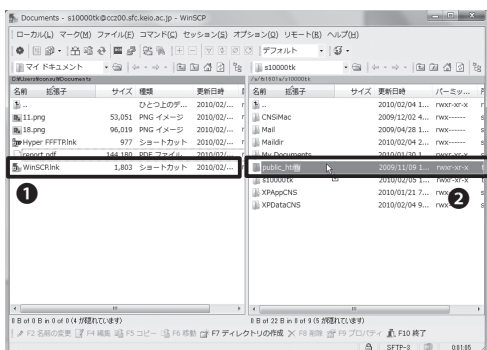 Documents - s10000tk@ccz00.sfc.keio.ac.jp - WinSCP
ローカル(L) マーク(M) ファイル(F) コマンド(C) セッション(S) オプション(O) リモート(R) ヘルプ(H)
デフォルト
マイ ドキュメント
s10000tk
名前 拡張子 サイズ 種類 更新日時
..  ひとつ上のデ... 2010/02/...
11.png 53,051 PNG イメージ 2010/02/...
18.png 96,019 PNG イメージ 2010/02/...
Hyper FFFTP.lnk 977 ショートカット 2010/02/...
report.pdf 144,180 PDF ファイル 2010/02/...
WinSCP.lnk 1,803 ショートカット 2010/02/...
❶
名前 拡張子 サイズ 更新日時 パーミッ...
.. 2010/02/04 1... rwxr-xr-x
CNSiMac 2009/12/02 4... rwx------
Mail 2009/04/28 1... rwx------
Maildir 2010/02/04 2... rwx------
My Documents 2010/01/30 1... rwxr-xr-x
public_html 2009/11/09 1... rwxr-xr-x
s10000tk 2010/02/05 1... rwxr-xr-x
XPAppCNS 2010/01/21 7...
XPDataCNS 2010/02/04 9...
❷
0 B of 0 B in 0 of 0 (4 が隠れています)
0 B of 22 B in 0 of 9 (5 が隠れています)
F2 名前の変更 F4 編集 F5 コピー F6 移動 F7 ディレクトリの作成 F8 削除 F9 プロパティ F10 終了
SFTP-3 0:01:05